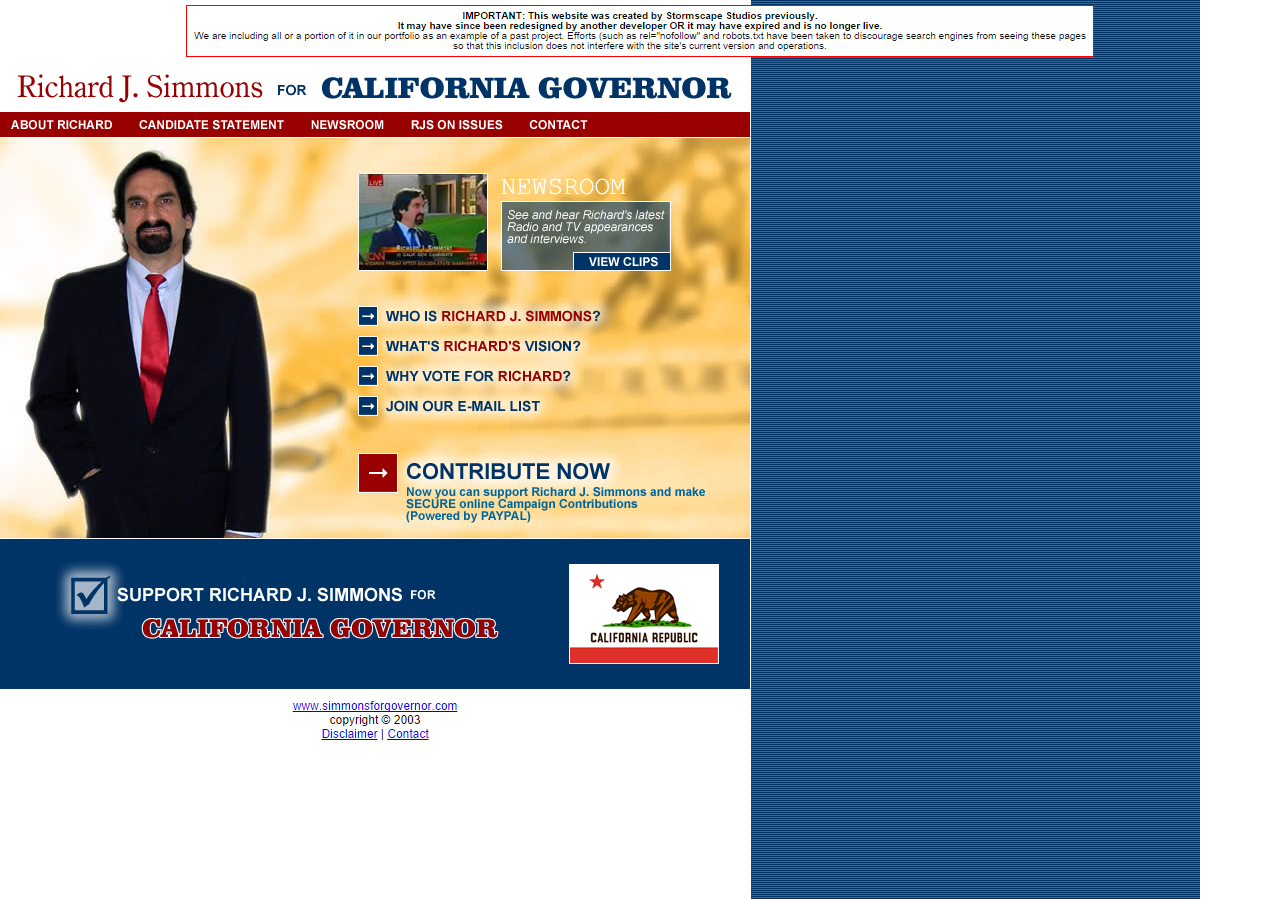 IMPORTANT: This website was created by Stormscape Studios previously.
It may have since been redesigned by another developer OR it may have expired and is no longer live.
We are including all or a portion of it in our portfolio as an example of a past project. Efforts (such as rel="nofollow" and robots.txt have been taken to discourage search engines from seeing these pages
so that this inclusion does not interfere with the site's current version and operations.
Richard J. Simmons FOR CALIFORNIA GOVERNOR
ABOUT RICHARD CANDIDATE STATEMENT NEWSROOM RJS ON ISSUES CONTACT
LIVE
RICHARD J. SIMMONS
CNN
NEWSROOM
See and hear Richard's latest
Radio and TV appearances
and interviews.
VIEW CLIPS
WHO IS RICHARD J. SIMMONS?
WHAT'S RICHARD'S VISION?
WHY VOTE FOR RICHARD?
JOIN OUR E-MAIL LIST
CONTRIBUTE NOW
Now you can support Richard J. Simmons and make
SECURE online Campaign Contributions
(Powered by PAYPAL)
SUPPORT RICHARD J. SIMMONS FOR
CALIFORNIA GOVERNOR
CALIFORNIA REPUBLIC
www.simmonsforgovernor.com
copyright © 2003
Disclaimer | Contact